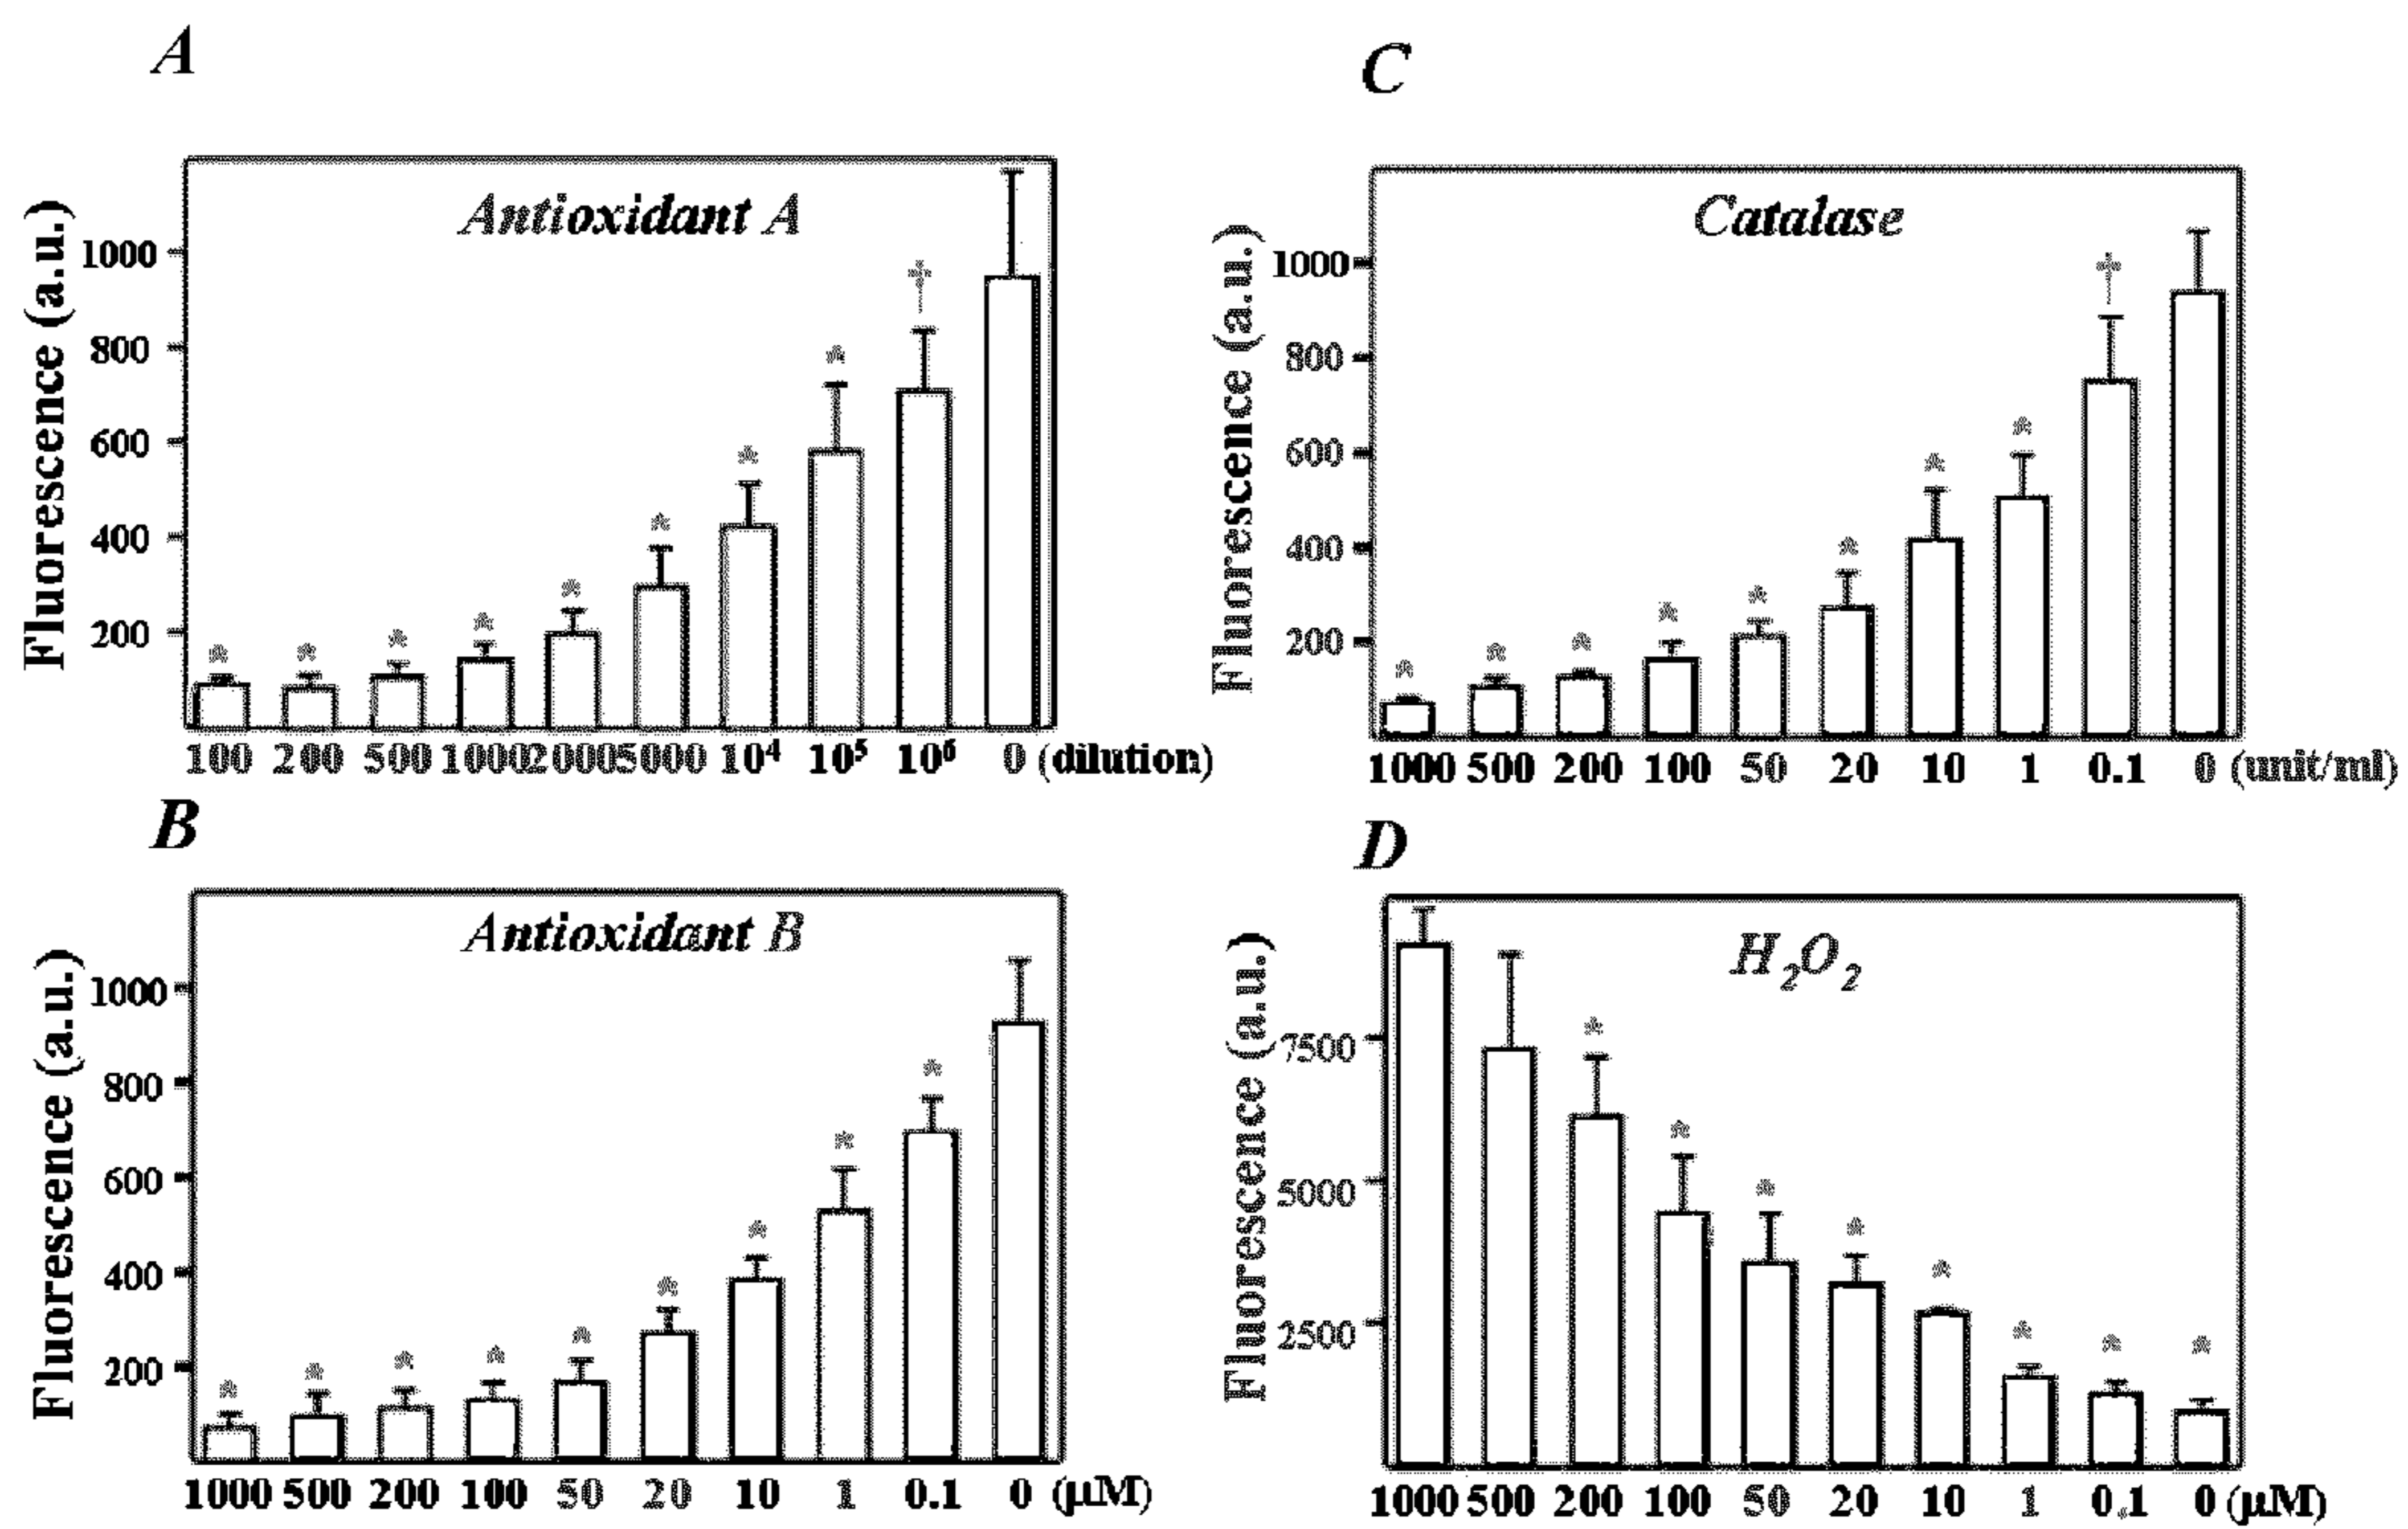 A
Antioxidant A
Fluorescence (a.u.)
1000
800
600
400
200
* * * * * * * * †
100 200 500 1000 2000 5000 10⁴ 10⁵ 10⁶ 0 (dilution)
B
Antioxidant B
Fluorescence (a.u.)
1000
800
600
400
200
* * * * * * * * *
1000 500 200 100 50 20 10 1 0.1 0 (μM)
C
Catalase
Fluorescence (a.u.)
1000
800
600
400
200
* * * * * * * * †
1000 500 200 100 50 20 10 1 0.1 0 (unit/ml)
D
H₂O₂
Fluorescence (a.u.)
7500
5000
2500
* * * * * * * *
1000 500 200 100 50 20 10 1 0.1 0 (μM)